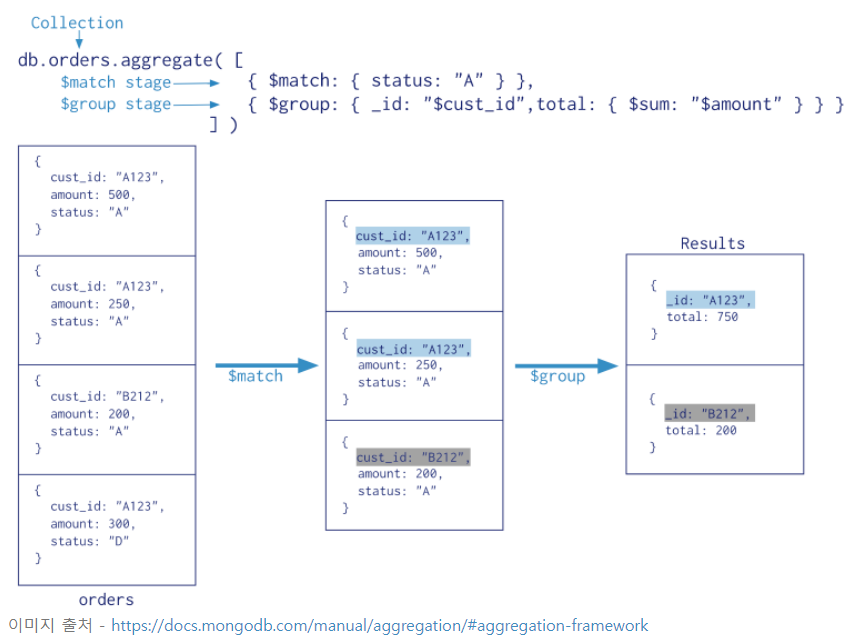 Collection
db.orders.aggregate( [
$match stage { $match: { status: "A" } },
$group stage { $group: { _id: "$cust_id",total: { $sum: "$amount" } } }
] )
{
cust_id: "A123",
amount: 500,
status: "A"
}
{
cust_id: "A123",
amount: 250,
status: "A"
}
{
cust_id: "B212",
amount: 200,
status: "A"
}
{
cust_id: "A123",
amount: 300,
status: "D"
}
orders
$match
{
cust_id: "A123",
amount: 500,
status: "A"
}
{
cust_id: "A123",
amount: 250,
status: "A"
}
{
cust_id: "B212",
amount: 200,
status: "A"
}
$group
Results
{
_id: "A123",
total: 750
}
{
_id: "B212",
total: 200
}
이미지 출처 - https://docs.mongodb.com/manual/aggregation/#aggregation-framework